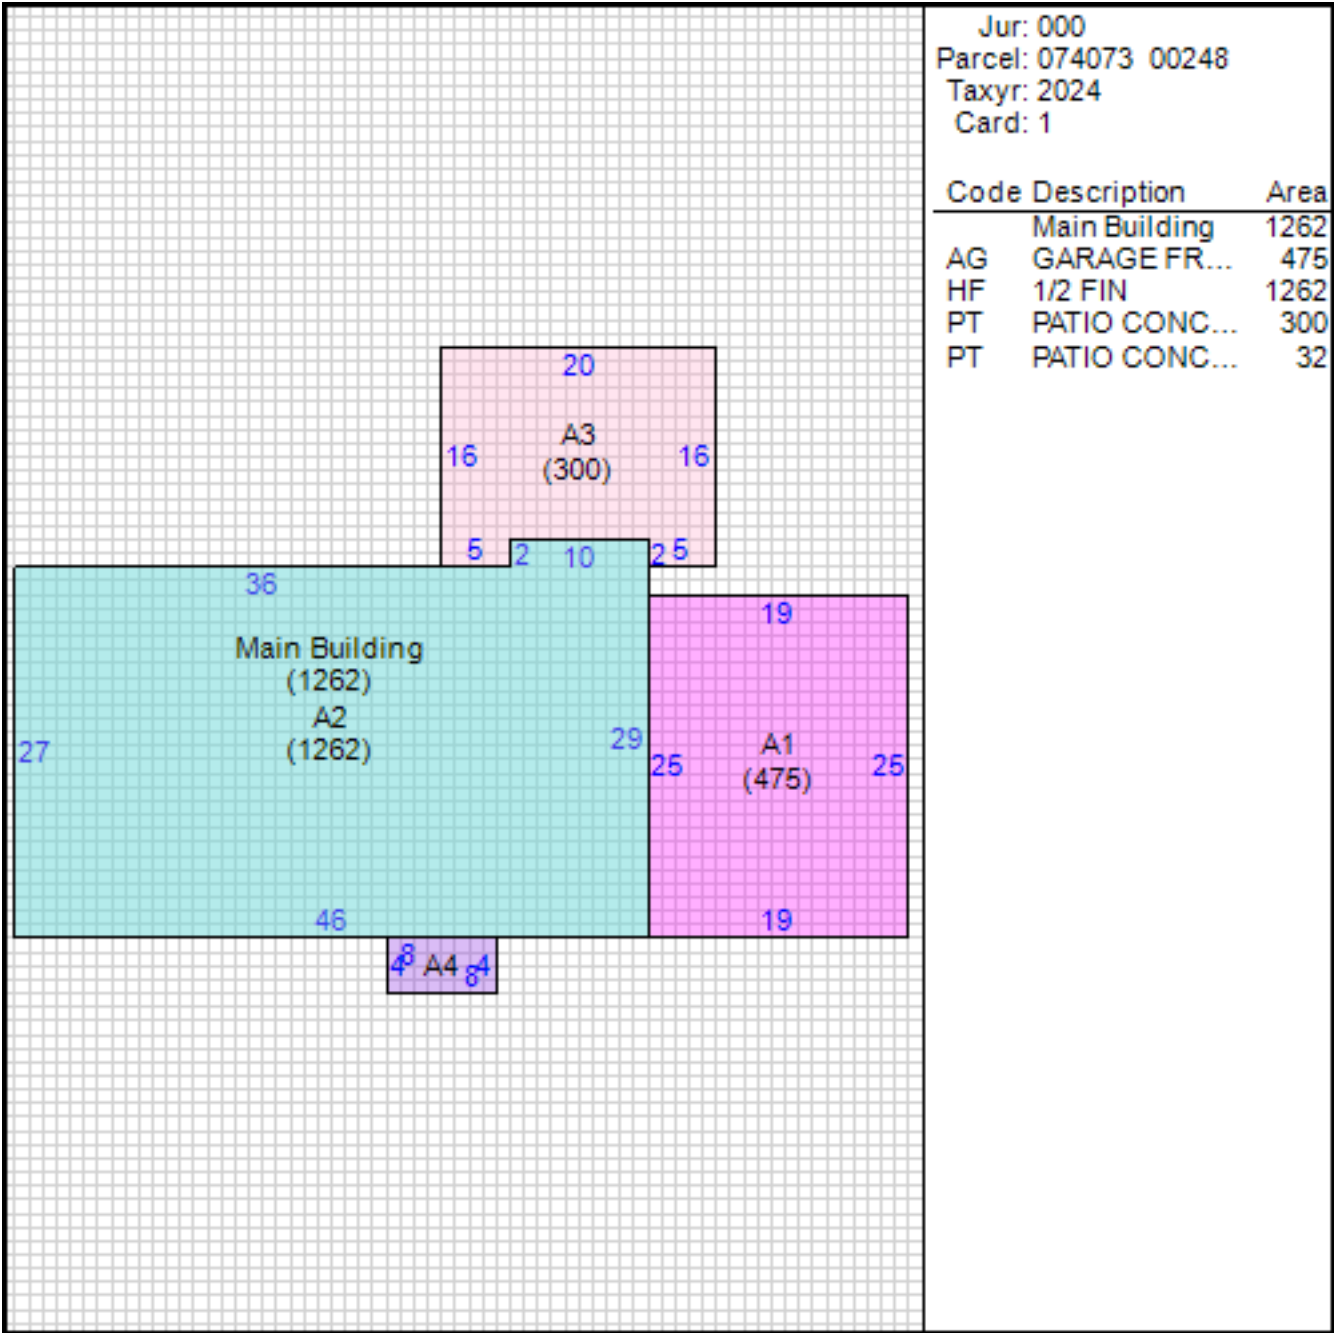 Jur: 000
Parcel: 074073 00248
Taxyr: 2024
Card: 1
Code Description Area
Main Building 1262
AG GARAGE FR... 475
HF 1/2 FIN 1262
PT PATIO CONC... 300
PT PATIO CONC... 32
20
A3
16 16
(300)
5 2 10 2 5
36
19
Main Building
(1262)
A2
(1262)
27 29
A1
25 25
(475)
46 19
4 8 A4 8 4